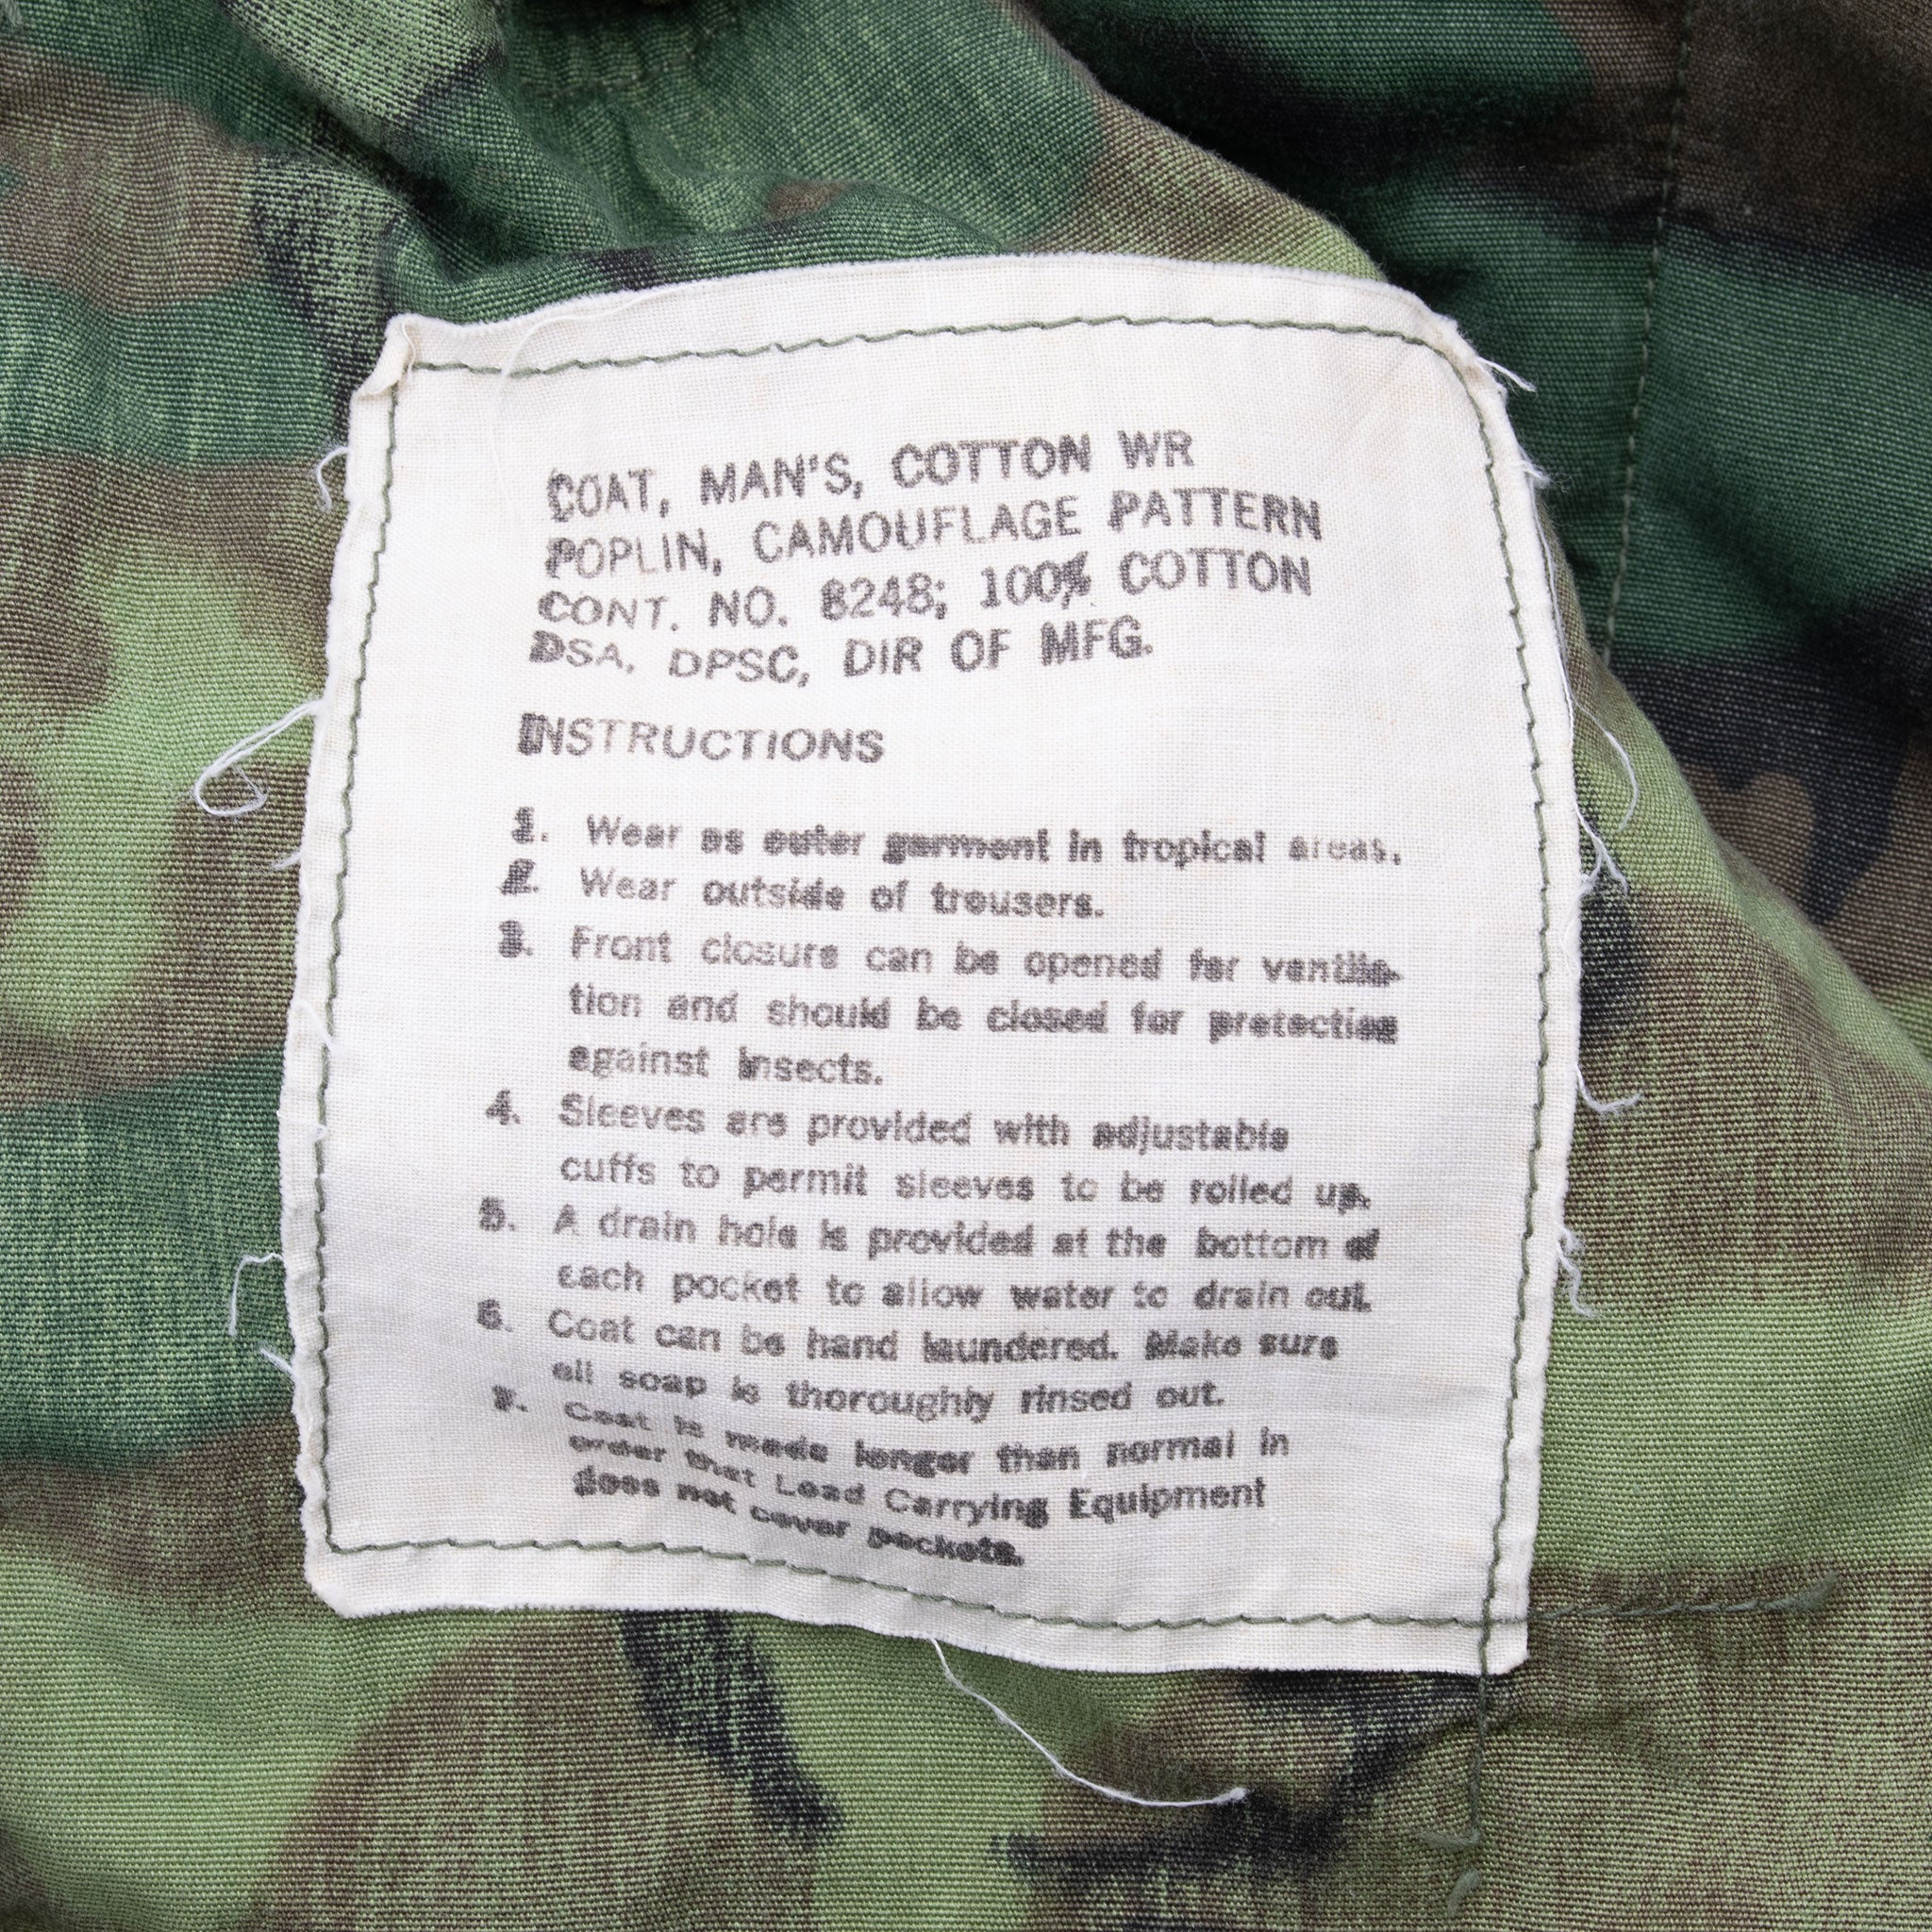 COAT, MAN'S, COTTON WR
POPLIN, CAMOUFLAGE PATTERN
CONT. NO. 8248; 100% COTTON
DSA, DPSC, DIR OF MFG.
INSTRUCTIONS
1. Wear as outer garment in tropical areas.
2. Wear outside of trousers.
3. Front closure can be opened for ventila-
tion and should be closed for protection
against insects.
4. Sleeves are provided with adjustable
cuffs to permit sleeves to be rolled up.
5. A drain hole is provided at the bottom of
each pocket to allow water to drain out.
6. Coat can be hand laundered. Make sure
all soap is thoroughly rinsed out.
7. Coat is made longer than normal in
order that Load Carrying Equipment
does not cover pockets.